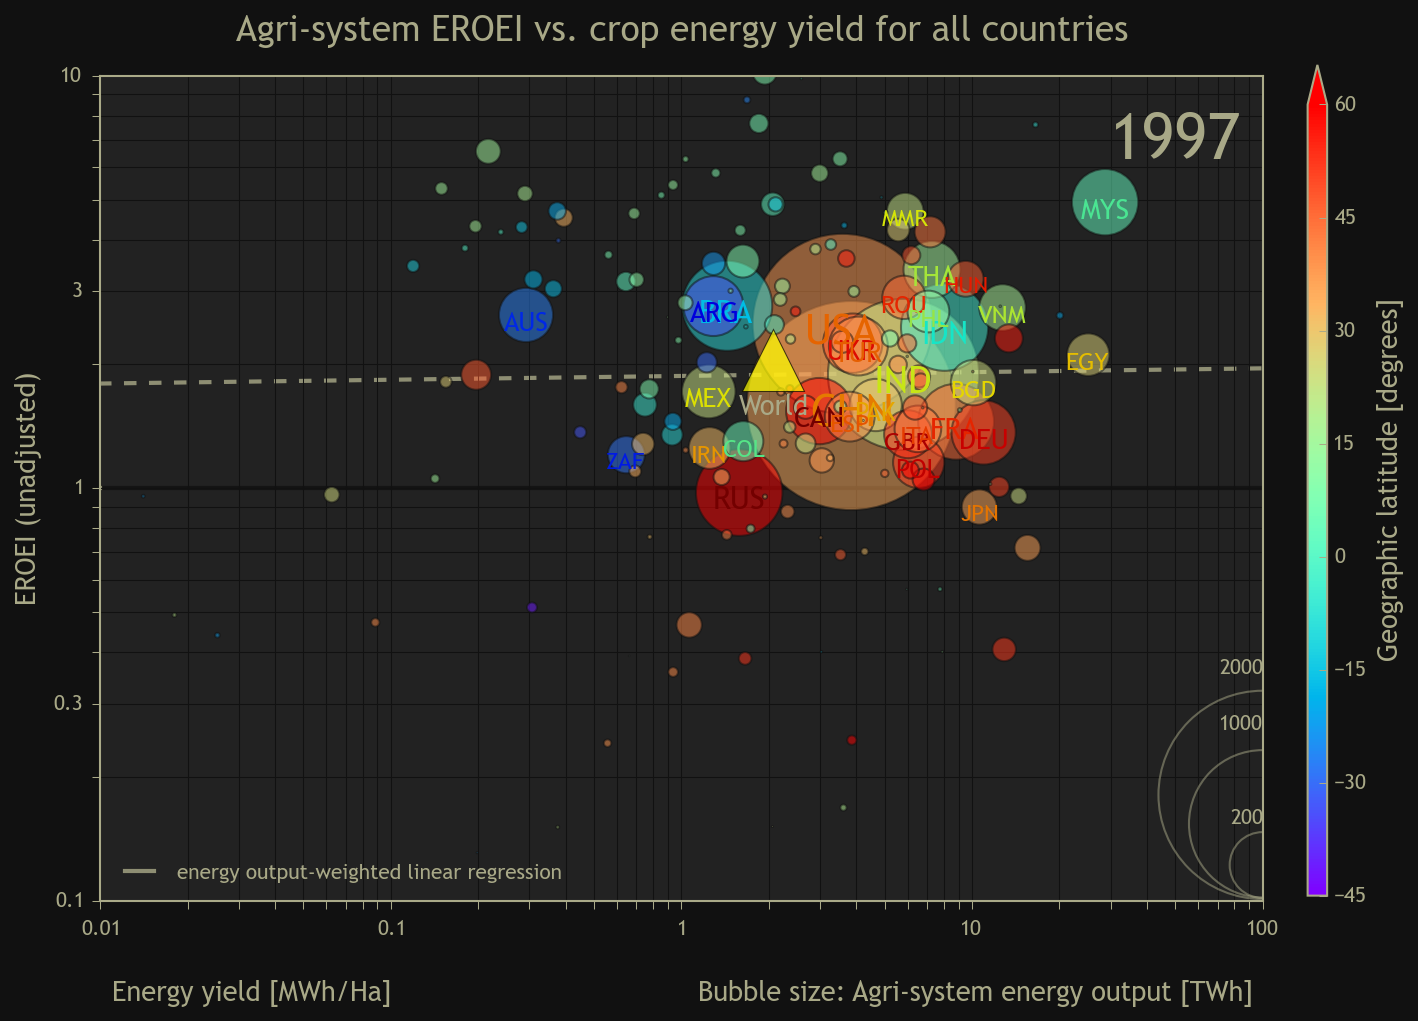 Agri-system EROEI vs. crop energy yield for all countries
1997
10
3
1
0.3
0.1
EROEI (unadjusted)
0.01
0.1
1
10
100
Energy yield [MWh/Ha]
Bubble size: Agri-system energy output [TWh]
60
45
30
15
0
−15
−30
−45
Geographic latitude [degrees]
MYS
MMR
THA
HUN
ROU
VNM
AUS
ARG
USA
IDN
UKR
TUR
EGY
IND
BGD
MEX
World
CHN
CAN
ESP
PAK
FRA
DEU
ITA
GBR
COL
IRN
ZAF
POL
RUS
JPN
2000
1000
200
energy output-weighted linear regression